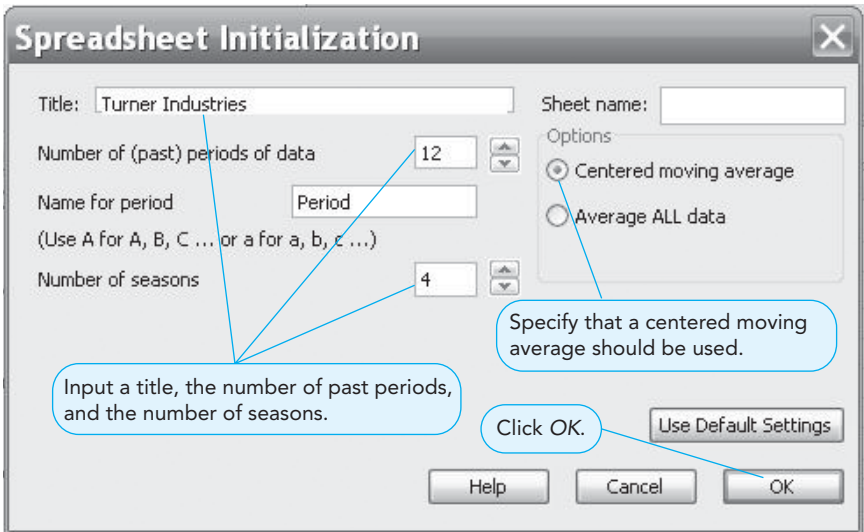 Spreadsheet Initialization
Title: Turner Industries
Sheet name:
Number of (past) periods of data 12
Options
Centered moving average
Name for period Period
Average ALL data
(Use A for A, B, C ... or a for a, b, c ...)
Number of seasons 4
Specify that a centered moving
average should be used.
Input a title, the number of past periods,
and the number of seasons.
Click OK.
Use Default Settings
Help
Cancel
OK